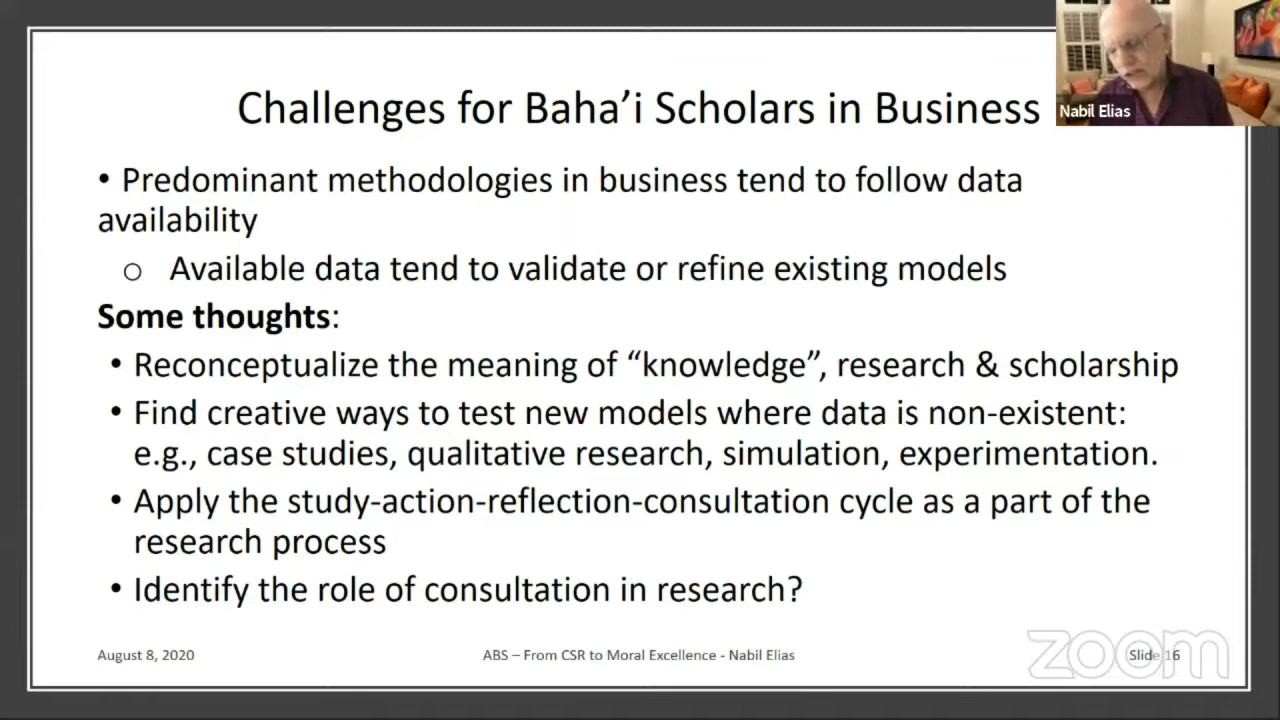 Challenges for Baha’i Scholars in Business
Nabil Elias
• Predominant methodologies in business tend to follow data
availability
o Available data tend to validate or refine existing models
Some thoughts:
• Reconceptualize the meaning of “knowledge”, research & scholarship
• Find creative ways to test new models where data is non-existent:
e.g., case studies, qualitative research, simulation, experimentation.
• Apply the study-action-reflection-consultation cycle as a part of the
research process
• Identify the role of consultation in research?
August 8, 2020
ABS – From CSR to Moral Excellence - Nabil Elias
Slide 16
zoom